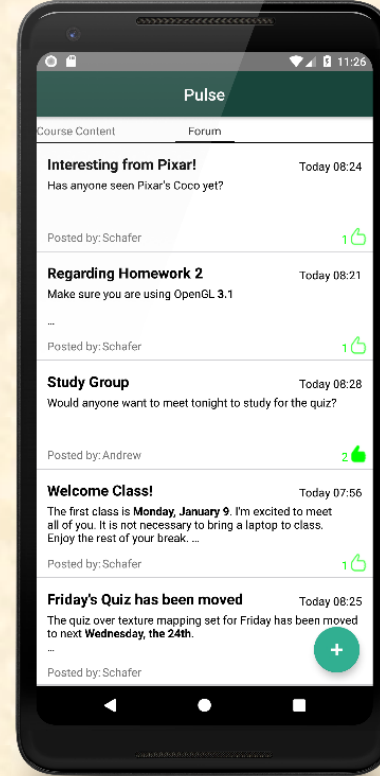 11:26
Pulse
Course Content Forum
Interesting from Pixar! Today 08:24
Has anyone seen Pixar's Coco yet?
Posted by: Schafer 1
Regarding Homework 2 Today 08:21
Make sure you are using OpenGL 3.1
...
Posted by: Schafer 1
Study Group Today 08:28
Would anyone want to meet tonight to study for the quiz?
Posted by: Andrew 2
Welcome Class! Today 07:56
The first class is Monday, January 9. I'm excited to meet
all of you. It is not necessary to bring a laptop to class.
Enjoy the rest of your break. ...
Posted by: Schafer 1
Friday's Quiz has been moved Today 08:25
The quiz over texture mapping set for Friday has been moved
to next Wednesday, the 24th.
...
Posted by: Schafer
+